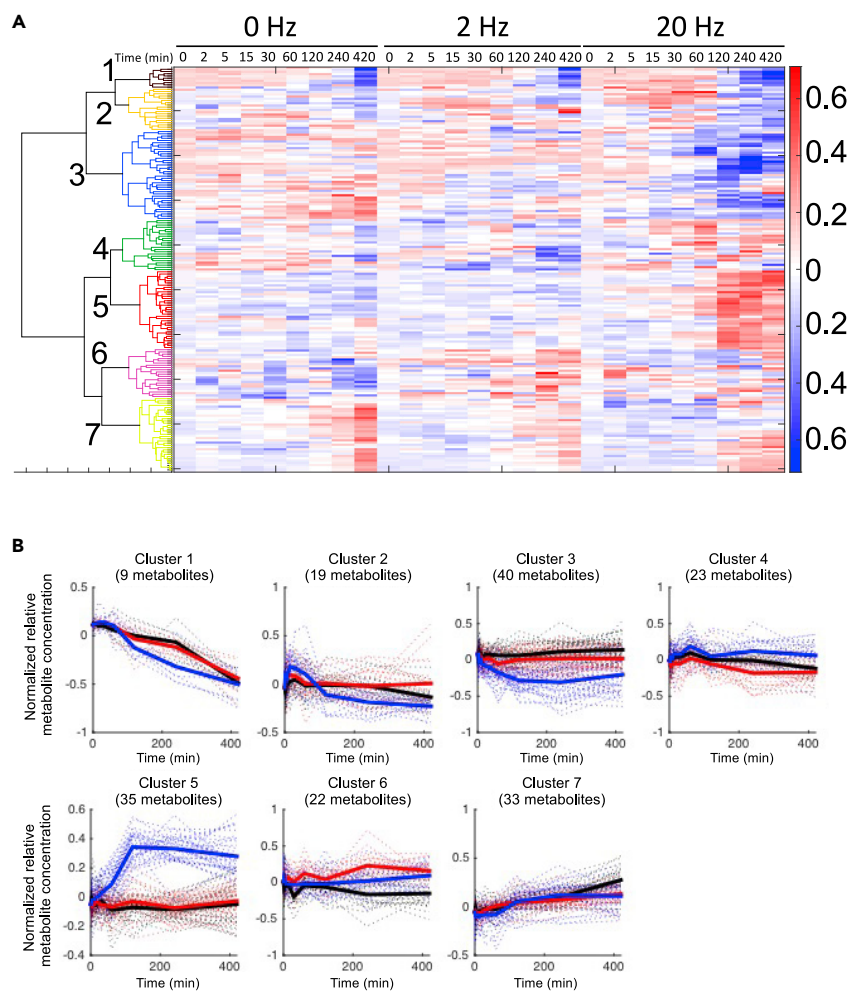 A
0 Hz 2 Hz 20 Hz
Time (min) 0 2 5 15 30 60 120 240 420 0 2 5 15 30 60 120 240 420 0 2 5 15 30 60 120 240 420
1
2
3
4
5
6
7
0.6
0.4
0.2
0
0.2
0.4
0.6
B
Cluster 1
(9 metabolites)
Cluster 2
(19 metabolites)
Cluster 3
(40 metabolites)
Cluster 4
(23 metabolites)
Normalized relative
metabolite concentration
0.5
0
-0.5
-1
0 200 400
Time (min)
1
0.5
0
-0.5
0 200 400
Time (min)
1
0.5
0
-0.5
-1
0 200 400
Time (min)
1
0.5
0
-0.5
-1
0 200 400
Time (min)
Cluster 5
(35 metabolites)
Cluster 6
(22 metabolites)
Cluster 7
(33 metabolites)
Normalized relative
metabolite concentration
0.6
0.4
0.2
0
-0.2
-0.4
0 200 400
Time (min)
1
0.5
0
-0.5
-1
0 200 400
Time (min)
1
0.5
0
-0.5
0 200 400
Time (min)